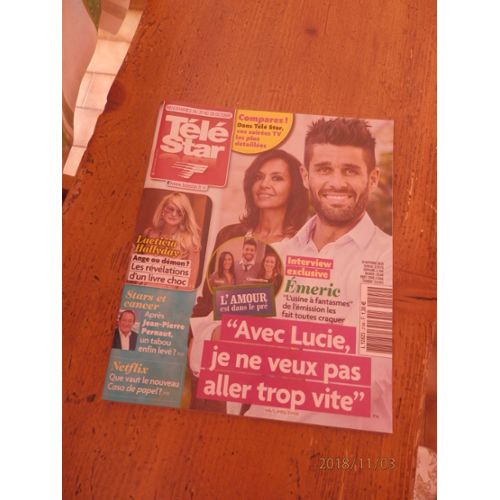 Télé
Star
Comparez !
Dans Télé Star,
vos soirées TV
les plus
détaillées
Laeticia
Hallyday
Ange ou démon ?
Les révélations
d'un livre choc
Stars et
cancer
Après
Jean-Pierre
Pernaut,
un tabou
enfin levé ?
Netflix
Que vaut le nouveau
Casa de papel ?
L'AMOUR
est dans le pré
Interview
exclusive
Émeric
"L'usine à fantasmes"
de l'émission les
fait toutes craquer
"Avec Lucie,
je ne veux pas
aller trop vite"
2018/11/03